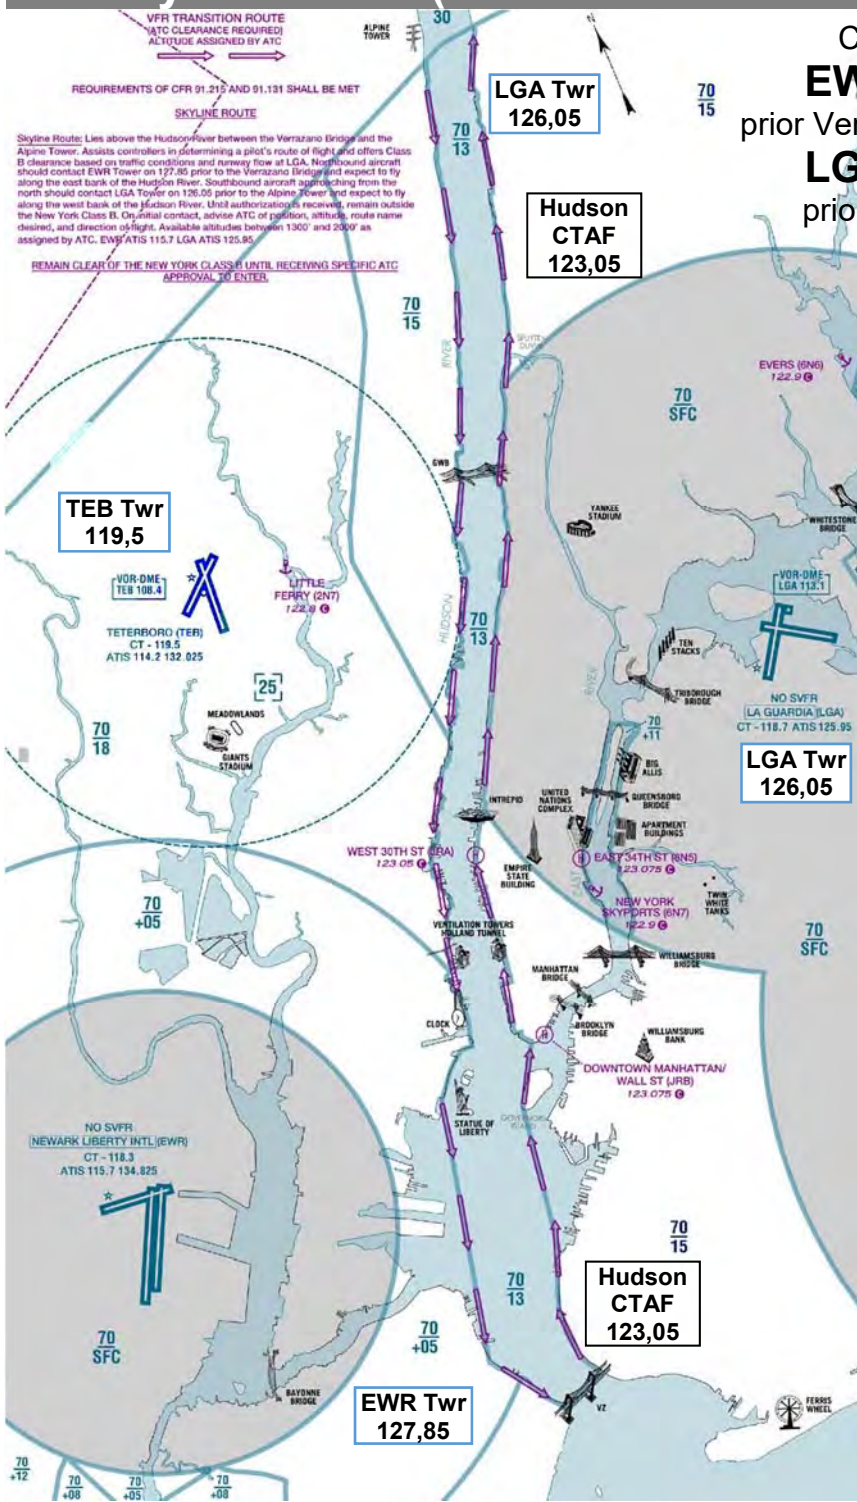 VFR TRANSITION ROUTE
(ATC CLEARANCE REQUIRED)
ALTITUDE ASSIGNED BY ATC
REQUIREMENTS OF CFR 91.215 AND 91.131 SHALL BE MET
SKYLINE ROUTE
Skyline Route: Lies above the Hudson River between the Verrazano Bridge and the
Alpine Tower. Assists controllers in determining a pilot's route of flight and offers Class
B clearance based on traffic conditions and runway flow at LGA. Northbound aircraft
should contact EWR Tower on 127.85 prior to the Verrazano Bridge and expect to fly
along the east bank of the Hudson River. Southbound aircraft approaching from the
north should contact LGA Tower on 126.05 prior to the Alpine Tower and expect to fly
along the west bank of the Hudson River. Until authorization is received, remain outside
the New York Class B. On initial contact, advise ATC of position, altitude, route name
desired, and direction of flight. Available altitudes between 1300' and 2000' as
assigned by ATC. EWR ATIS 115.7 LGA ATIS 125.95
REMAIN CLEAR OF THE NEW YORK CLASS B UNTIL RECEIVING SPECIFIC ATC
APPROVAL TO ENTER.
30
ALPINE
TOWER
N
C
EW
prior Ver
LG
prio
LGA Twr
126,05
70
15
70
13
Hudson
CTAF
123,05
70
15
RIVER
SPUYTEN
DUYVIL
EVERS (6N6)
122.9 C
70
SFC
GWB
YANKEE
STADIUM
WHITESTONE
BRIDGE
TEB Twr
119,5
VOR-DME
TEB 108.4
LITTLE
FERRY (2N7)
122.8 C
TETERBORO (TEB)
CT - 119.5
ATIS 114.2 132.025
HUDSON
70
13
VOR-DME
LGA 113.1
TEN
STACKS
RIVER
TRIBOROUGH
BRIDGE
NO SVFR
LA GUARDIA (LGA)
CT - 118.7 ATIS 125.95
25
MEADOWLANDS
GIANTS
STADIUM
70
18
70
+11
BIG
ALLIS
LGA Twr
126,05
INTREPID
UNITED
NATIONS
COMPLEX
QUEENSBORO
BRIDGE
APARTMENT
BUILDINGS
WEST 30TH ST (JRA)
123.05 C
H
EMPIRE
STATE
BUILDING
H
EAST 34TH ST (6N5)
123.075 C
EAST
NEW YORK
SKYPORTS (6N7)
122.9 C
TWIN
WHITE
TANKS
70
+05
VENTILATION TOWERS
HOLLAND TUNNEL
70
SFC
WILLIAMSBURG
BRIDGE
MANHATTAN
BRIDGE
CLOCK
BROOKLYN
BRIDGE
H
WILLIAMSBURG
BANK
DOWNTOWN MANHATTAN/
WALL ST (JRB)
123.075 C
STATUE OF
LIBERTY
GOVERNORS
ISLAND
NO SVFR
NEWARK LIBERTY INTL (EWR)
CT - 118.3
ATIS 115.7 134.825
70
15
70
13
Hudson
CTAF
123,05
70
SFC
70
+05
BAYONNE
BRIDGE
EWR Twr
127,85
VZ
FERRIS
WHEEL
70
+12
70
+08
70
+05
70
+08